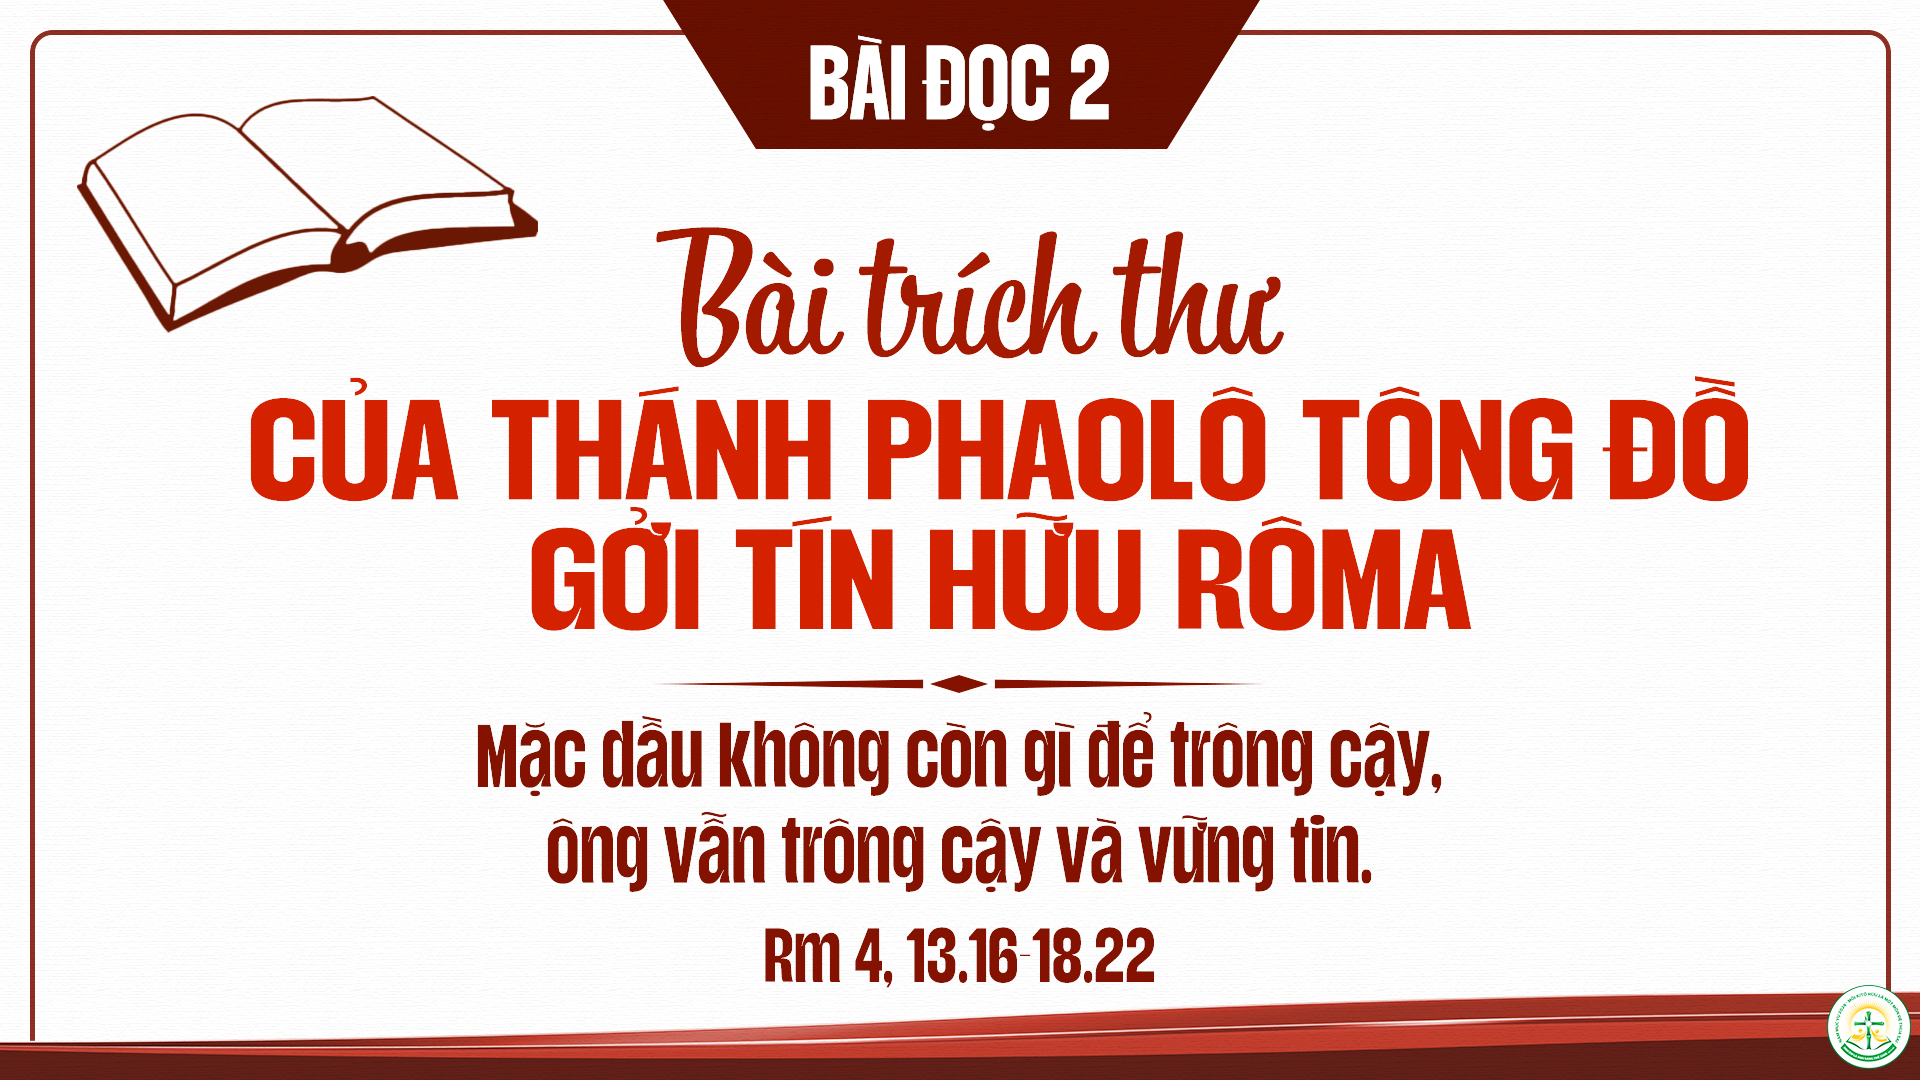 BÀI ĐỌC 2
Bài trích thư
CỦA THÁNH PHAOLÔ TÔNG ĐỒ
GỞI TÍN HỮU RÔMA
Mặc dầu không còn gì để trông cậy,
ông vẫn trông cậy và vững tin.
Rm 4, 13.16-18.22